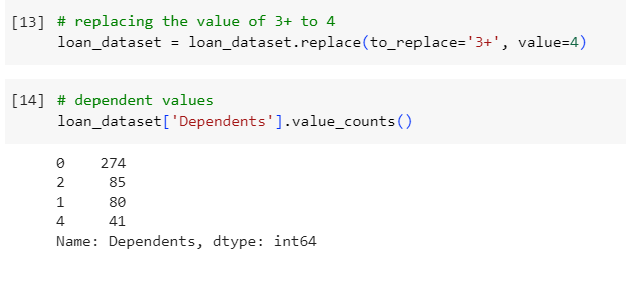 [13] # replacing the value of 3+ to 4
loan_dataset = loan_dataset.replace(to_replace='3+', value=4)
[14] # dependent values
loan_dataset['Dependents'].value_counts()
0    274
2     85
1     80
4     41
Name: Dependents, dtype: int64